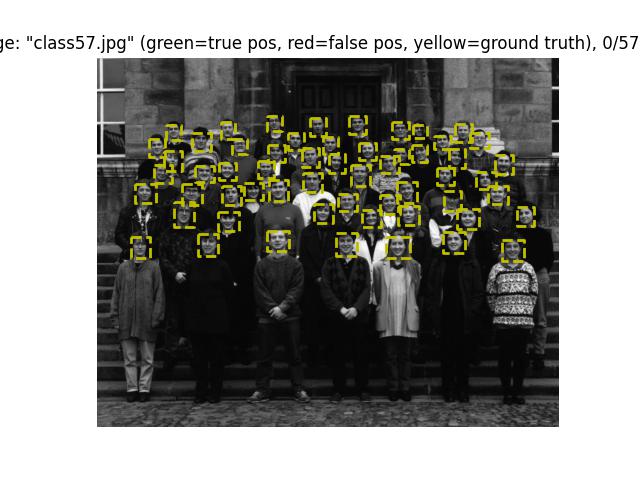 ge: "class57.jpg" (green=true pos, red=false pos, yellow=ground truth), 0/57